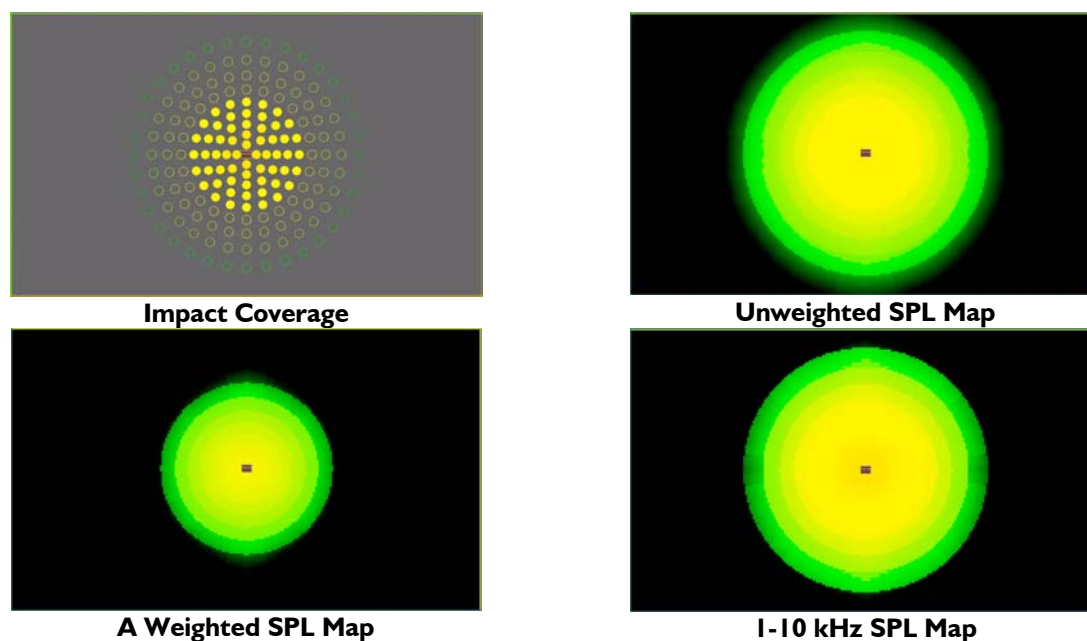 Impact Coverage
Unweighted SPL Map
A Weighted SPL Map
1-10 kHz SPL Map